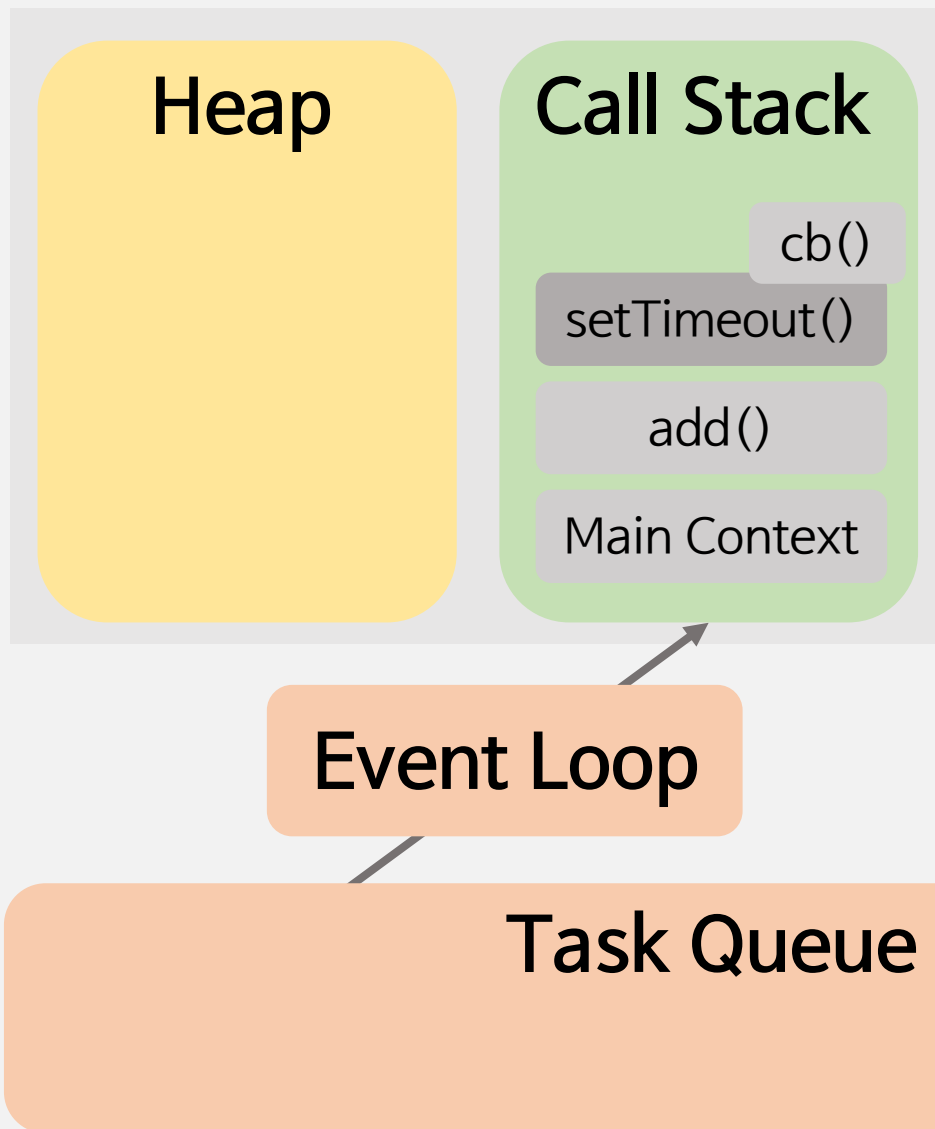 Heap
Call Stack
cb()
setTimeout()
add()
Main Context
Event Loop
Task Queue